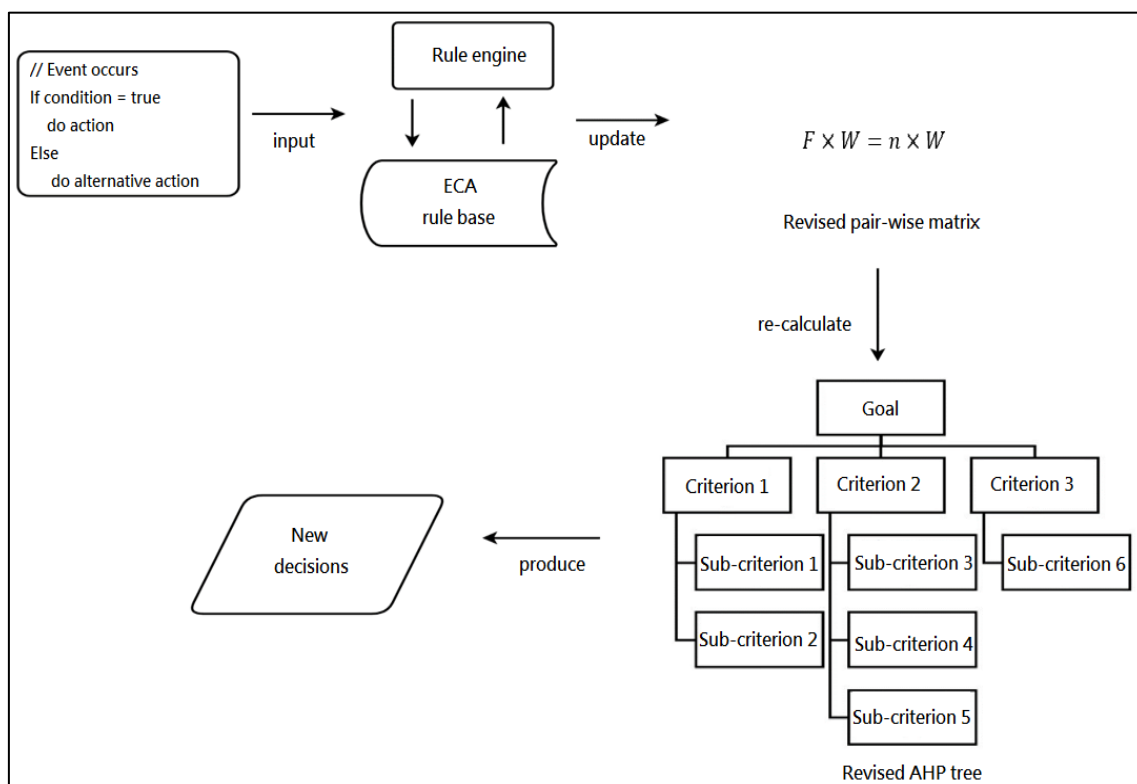 // Event occurs
If condition = true
do action
Else
do alternative action
input
Rule engine
ECA
rule base
update
F × W = n × W
Revised pair-wise matrix
re-calculate
Goal
Criterion 1
Criterion 2
Criterion 3
Sub-criterion 1
Sub-criterion 3
Sub-criterion 6
Sub-criterion 2
Sub-criterion 4
Sub-criterion 5
Revised AHP tree
produce
New
decisions